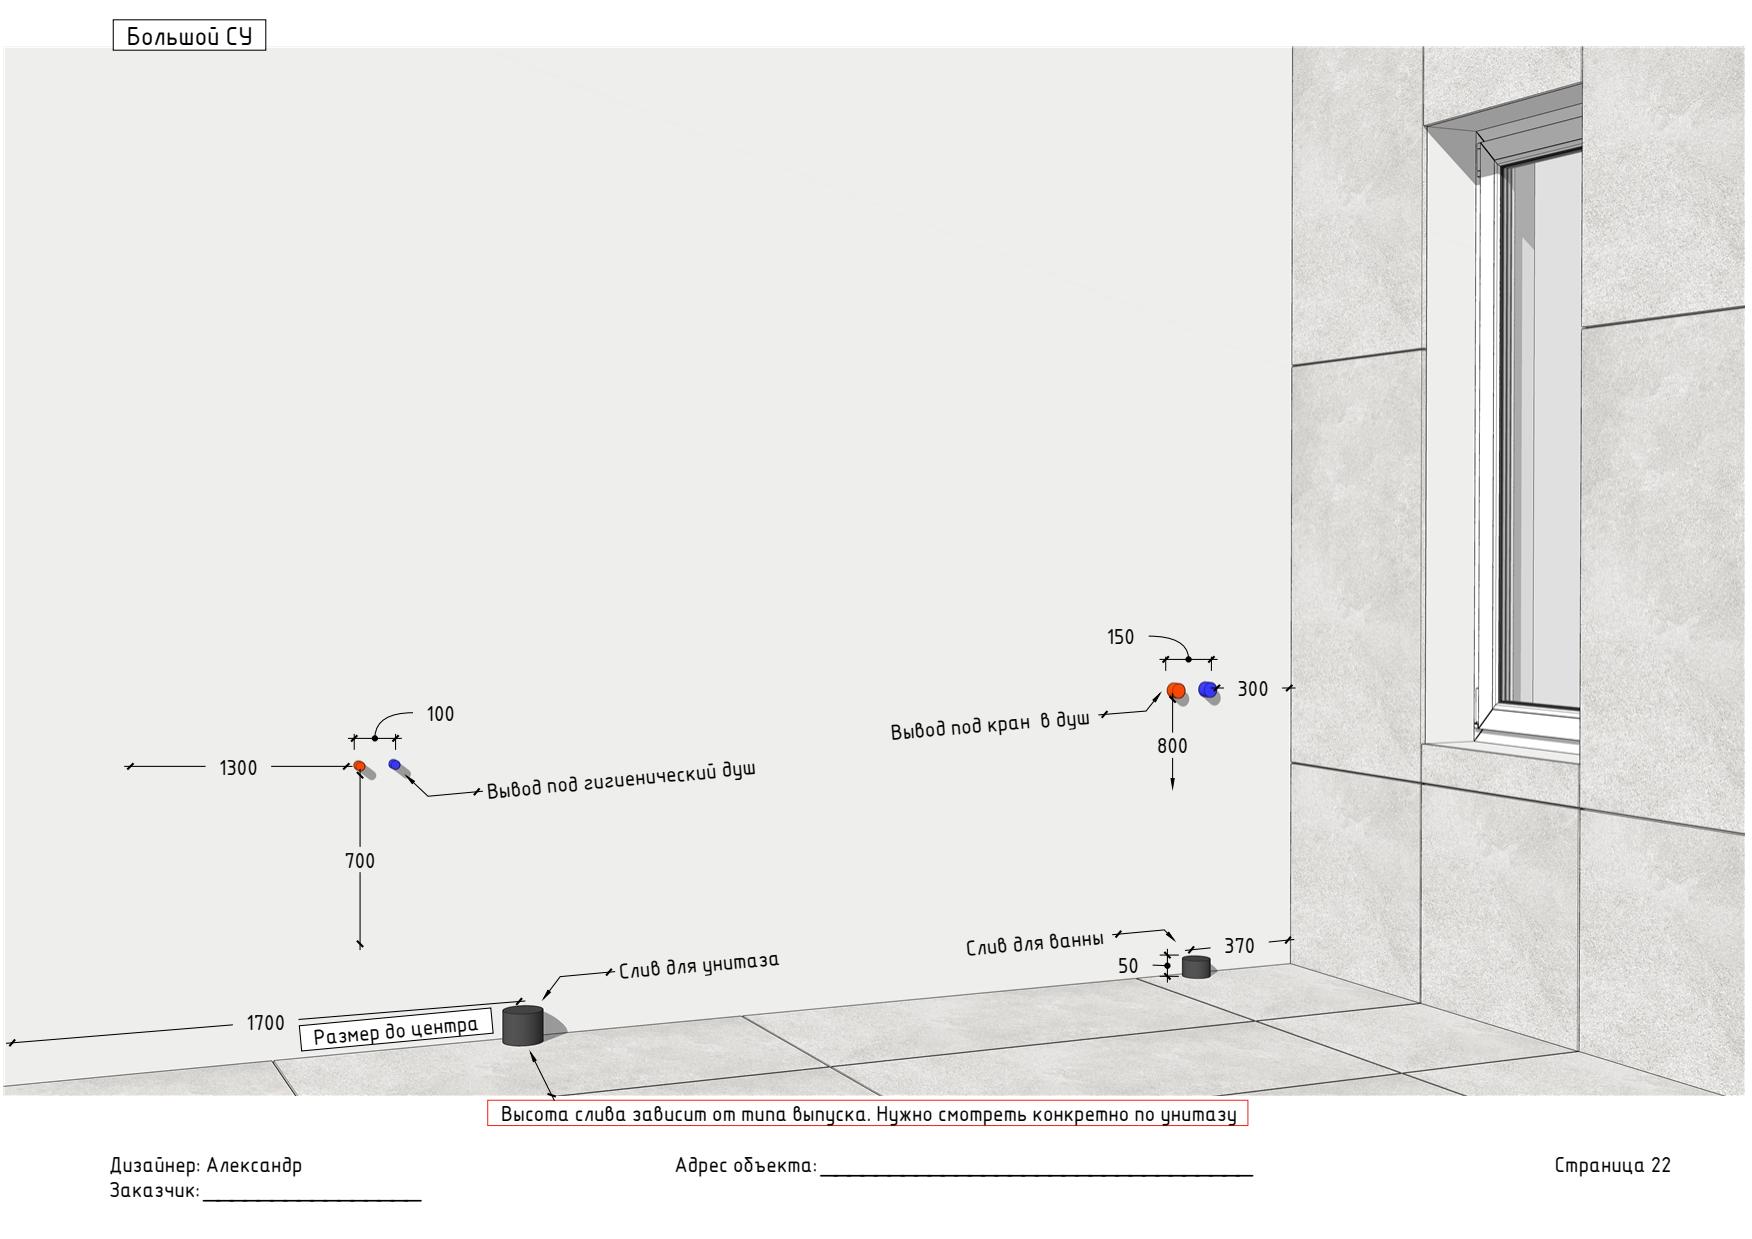 Большой СУ
150
300
Вывод под кран в душ
800
100
1300
Вывод под гигиенический душ
700
Слив для ванны
370
50
Слив для унитаза
1700
Размер до центра
Высота слива зависит от типа выпуска. Нужно смотреть конкретно по унитазу
Дизайнер: Александр
Адрес объекта:
Страница 22
Заказчик: